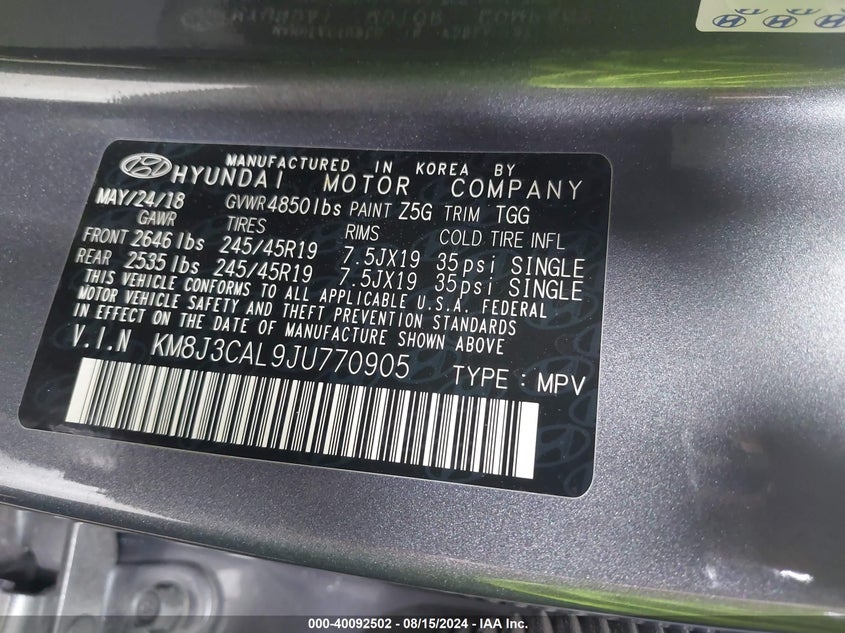 MANUFACTURED IN KOREA BY
HYUNDAI MOTOR COMPANY
MAY/24/18 GVWR 4850lbs PAINT Z5G TRIM TGG
GAWR TIRES RIMS COLD TIRE INFL
FRONT 2646 lbs 245/45R19 7.5JX19 35psi SINGLE
REAR 2535 lbs 245/45R19 7.5JX19 35psi SINGLE
THIS VEHICLE CONFORMS TO ALL APPLICABLE U.S.A. FEDERAL
MOTOR VEHICLE SAFETY AND THEFT PREVENTION STANDARDS
IN EFFECT ON THE DATE OF MANUFACTURE SHOWN ABOVE
V.I.N KM8J3CAL9JU770905 TYPE : MPV
000-40092502 - 08/15/2024 - IAA Inc.